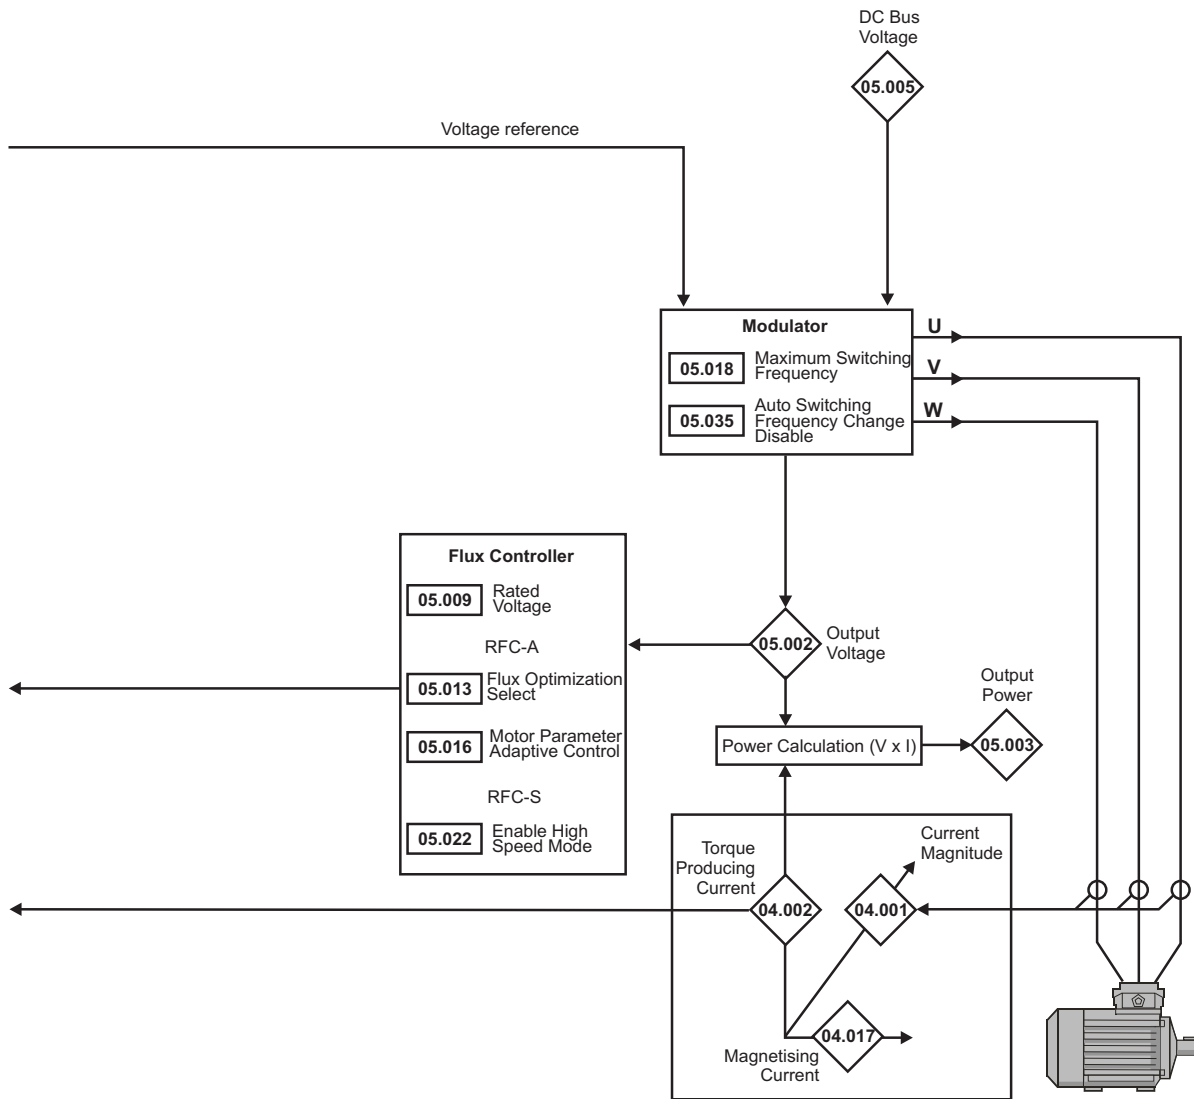 DC Bus
Voltage
05.005
Voltage reference
Modulator
05.018
Maximum Switching
Frequency
05.035
Auto Switching
Frequency Change
Disable
U
V
W
Flux Controller
05.009
Rated
Voltage
RFC-A
05.013
Flux Optimization
Select
05.016
Motor Parameter
Adaptive Control
RFC-S
05.022
Enable High
Speed Mode
05.002
Output
Voltage
Output
Power
05.003
Power Calculation (V x I)
Torque
Producing
Current
04.002
Current
Magnitude
04.001
04.017
Magnetising
Current